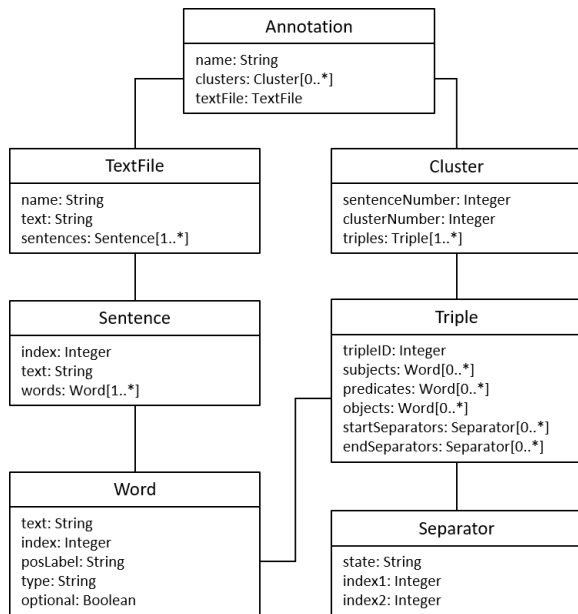 Annotation
name: String
clusters: Cluster[0..*]
textFile: TextFile
TextFile
name: String
text: String
sentences: Sentence[1..*]
Cluster
sentenceNumber: Integer
clusterNumber: Integer
triples: Triple[1..*]
Sentence
index: Integer
text: String
words: Word[1..*]
Triple
tripleID: Integer
subjects: Word[0..*]
predicates: Word[0..*]
objects: Word[0..*]
startSeparators: Separator[0..*]
endSeparators: Separator[0..*]
Word
text: String
index: Integer
posLabel: String
type: String
optional: Boolean
Separator
state: String
index1: Integer
index2: Integer